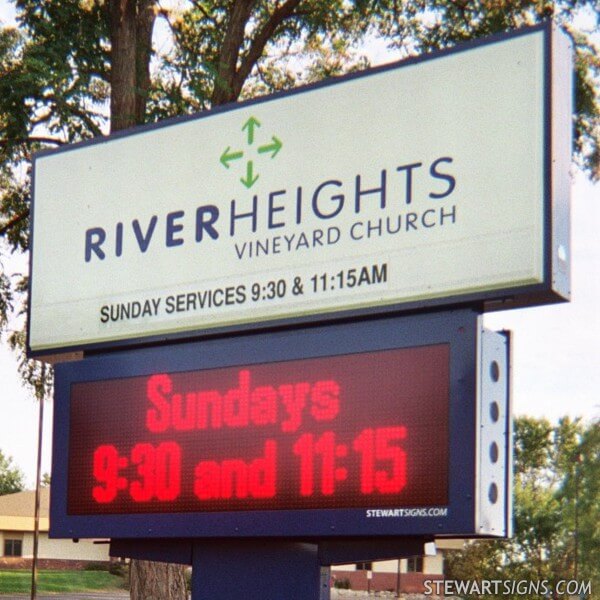 RIVERHEIGHTS
VINEYARD CHURCH
SUNDAY SERVICES 9:30 & 11:15AM
Sundays
9:30 and 11:15
STEWARTSIGNS.COM
STEWARTSIGNS.COM